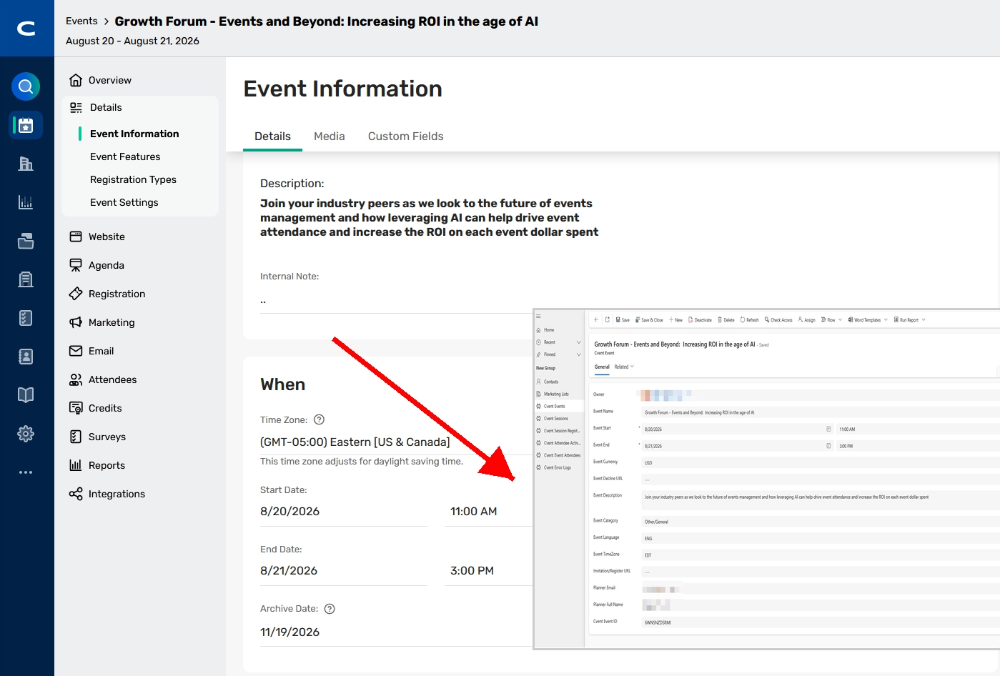 Events > Growth Forum - Events and Beyond: Increasing ROI in the age of AI
August 20 - August 21, 2026
Overview
Details
Event Information
Event Features
Registration Types
Event Settings
Website
Agenda
Registration
Marketing
Email
Attendees
Credits
Surveys
Reports
Integrations
Event Information
Details Media Custom Fields
Description:
Join your industry peers as we look to the future of events
management and how leveraging AI can help drive event
attendance and increase the ROI on each event dollar spent
Internal Note:
..
When
Time Zone:
(GMT-05:00) Eastern [US & Canada]
This time zone adjusts for daylight saving time.
Start Date:
8/20/2026 11:00 AM
End Date:
8/21/2026 3:00 PM
Archive Date:
11/19/2026
Home
Recent
Pinned
New Group
Contacts
Marketing Lists
Cvent Events
Cvent Sessions
Cvent Session Regist...
Cvent Attendee Activ...
Cvent Event Attendees
Cvent Error Logs
Save Save & Close New Deactivate Delete Refresh Check Access Assign Flow Word Templates Run Report
Growth Forum - Events and Beyond: Increasing ROI in the age of AI - Saved
Cvent Event
General Related
Owner
Event Name Growth Forum - Events and Beyond: Increasing ROI in the age of AI
Event Start * 8/20/2026 11:00 AM
Event End * 8/21/2026 3:00 PM
Event Currency USD
Event Decline URL ---
Event Description Join your industry peers as we look to the future of events management and how leveraging AI can help drive event attendance and increase the ROI on each event dollar spent
Event Category Other/General
Event Language ENG
Event TimeZone EDT
Invitation/Register URL ---
Planner Email
Planner Full Name
Cvent Event ID 6WNSNZDSRMJ